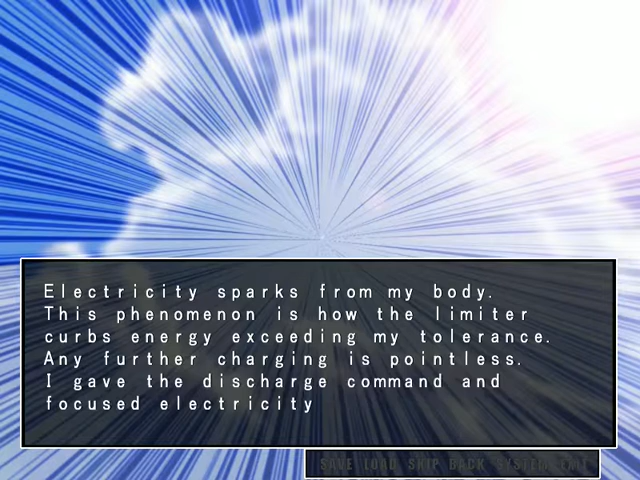 Electricity sparks from my body.
This phenomenon is how the limiter
curbs energy exceeding my tolerance.
Any further charging is pointless.
I gave the discharge command and
focused electricity
SAVE LOAD SKIP BACK SYSTEM EXIT